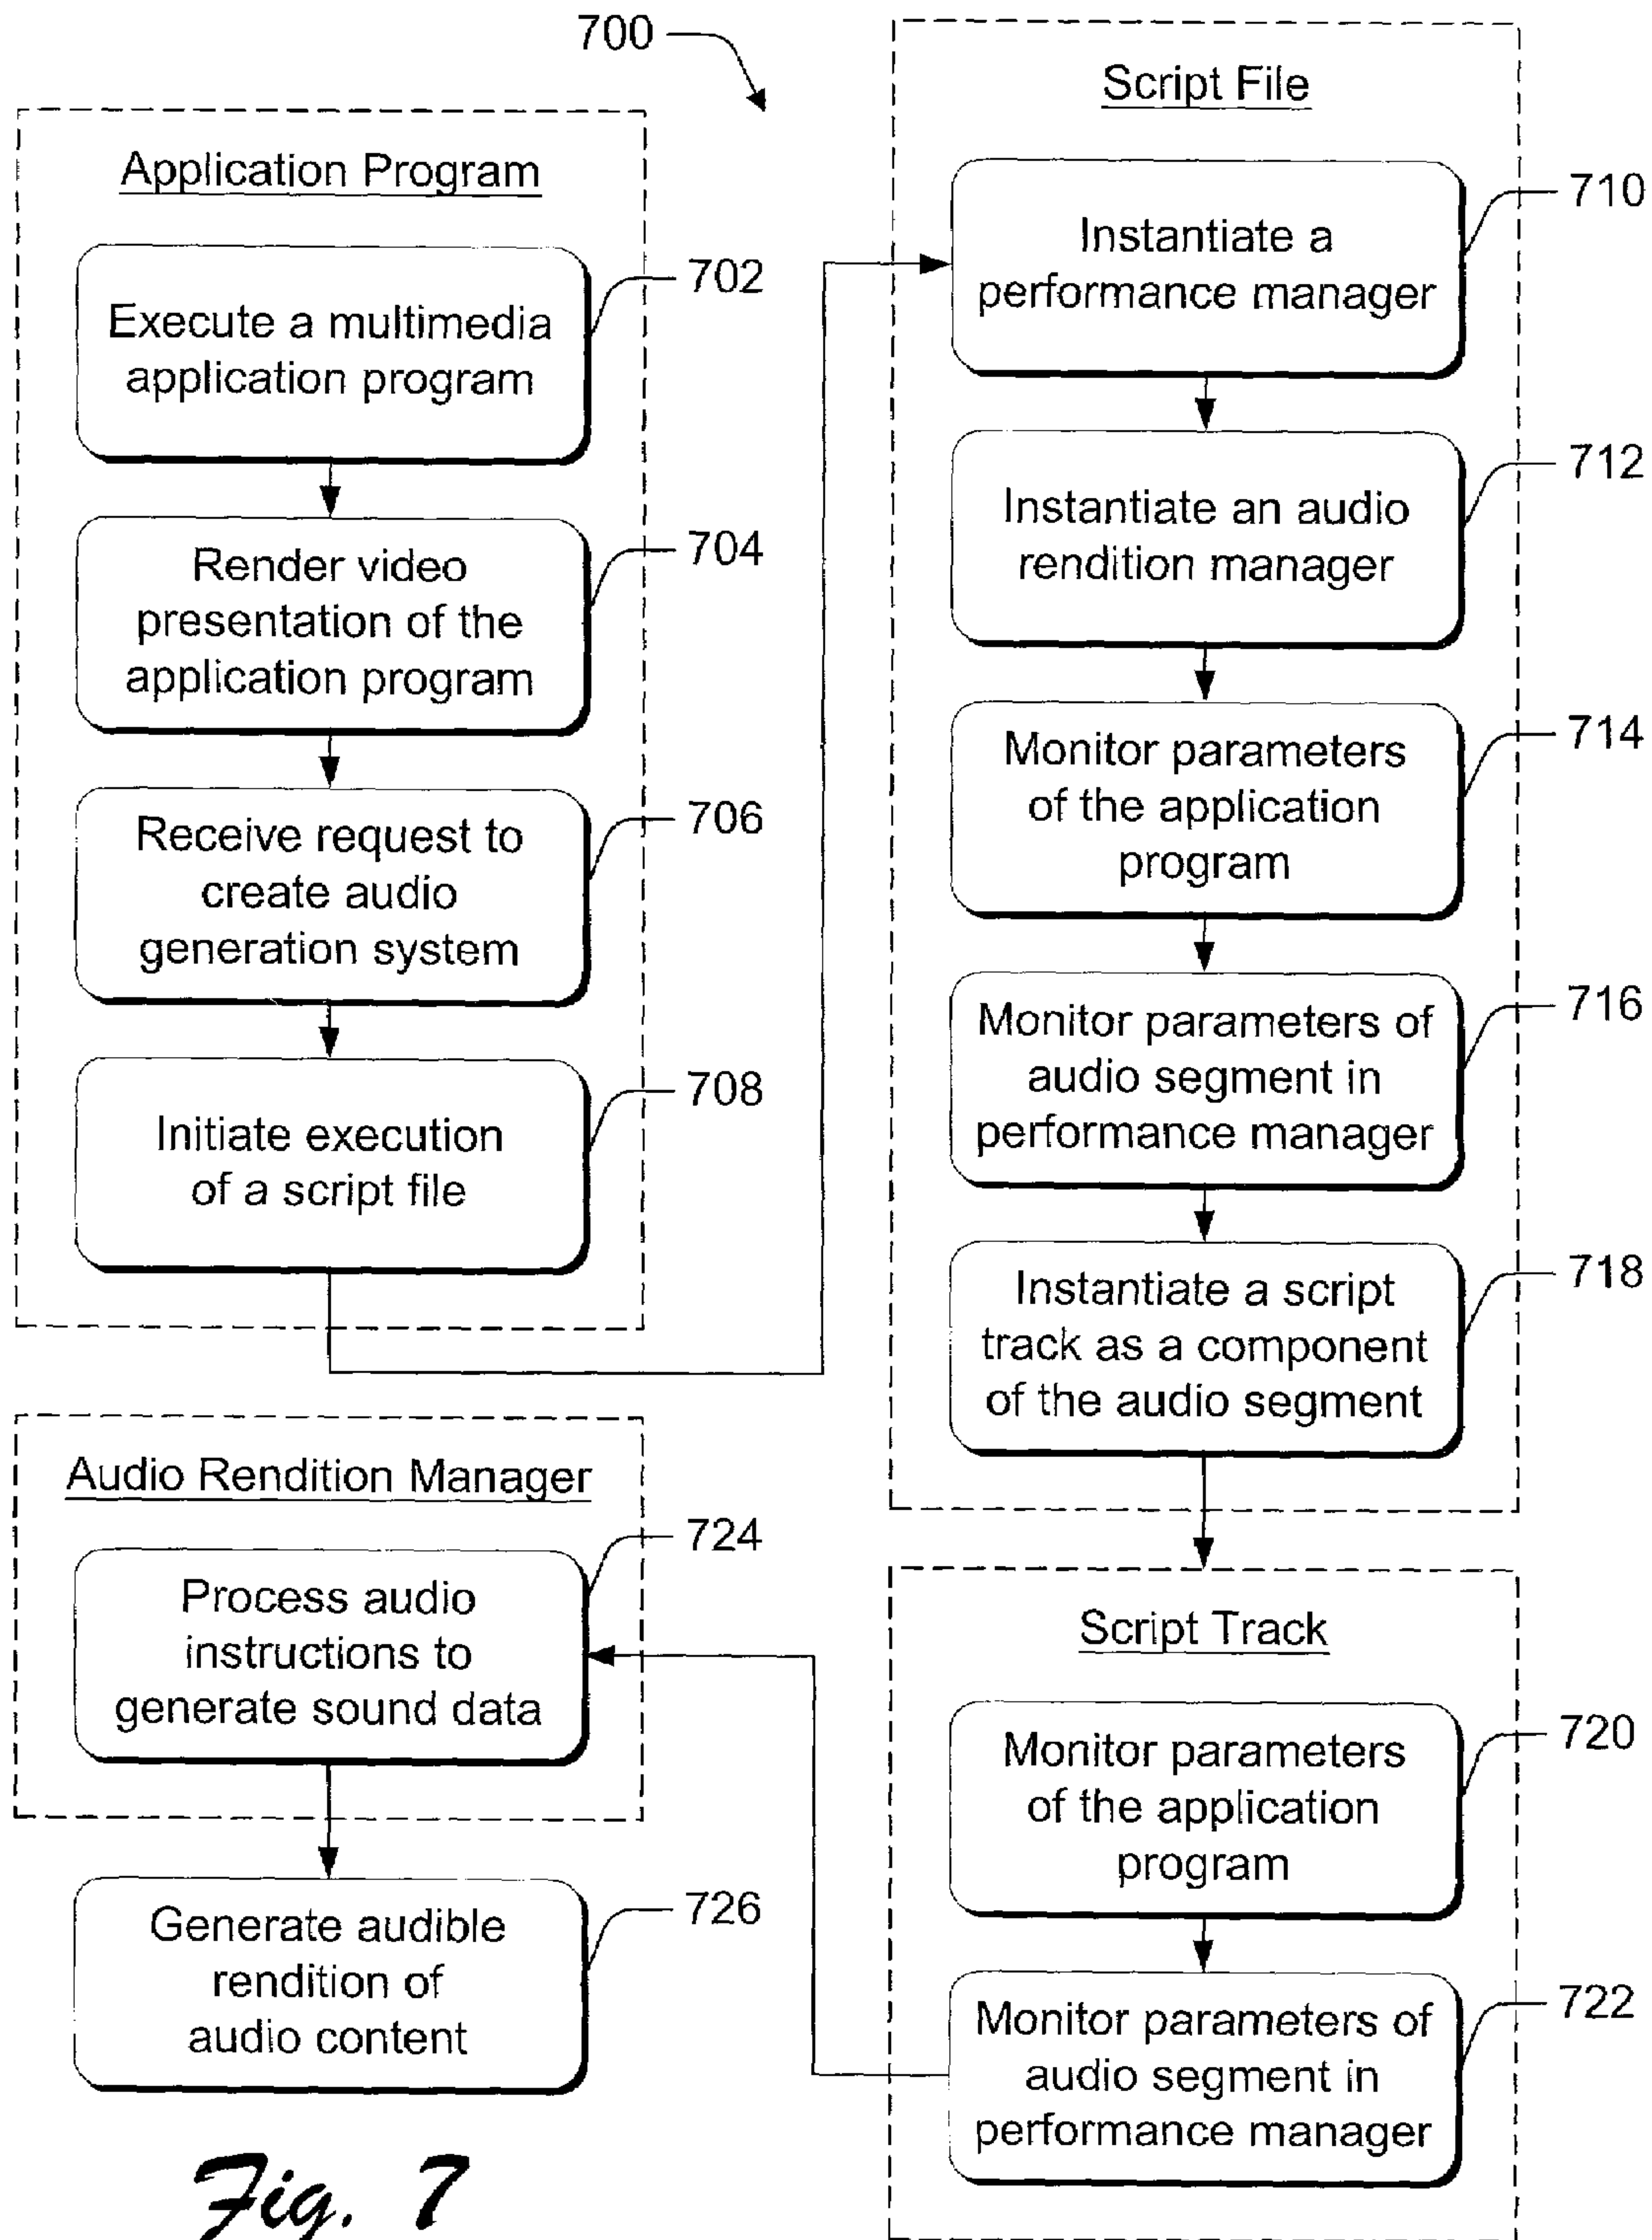 700
Application Program
Execute a multimedia
application program
702
Render video
presentation of the
application program
704
Receive request to
create audio
generation system
706
Initiate execution
of a script file
708
Script File
Instantiate a
performance manager
710
Instantiate an audio
rendition manager
712
Monitor parameters
of the application
program
714
Monitor parameters of
audio segment in
performance manager
716
Instantiate a script
track as a component
of the audio segment
718
Script Track
Monitor parameters
of the application
program
720
Monitor parameters of
audio segment in
performance manager
722
Audio Rendition Manager
Process audio
instructions to
generate sound data
724
Generate audible
rendition of
audio content
726
Fig. 7